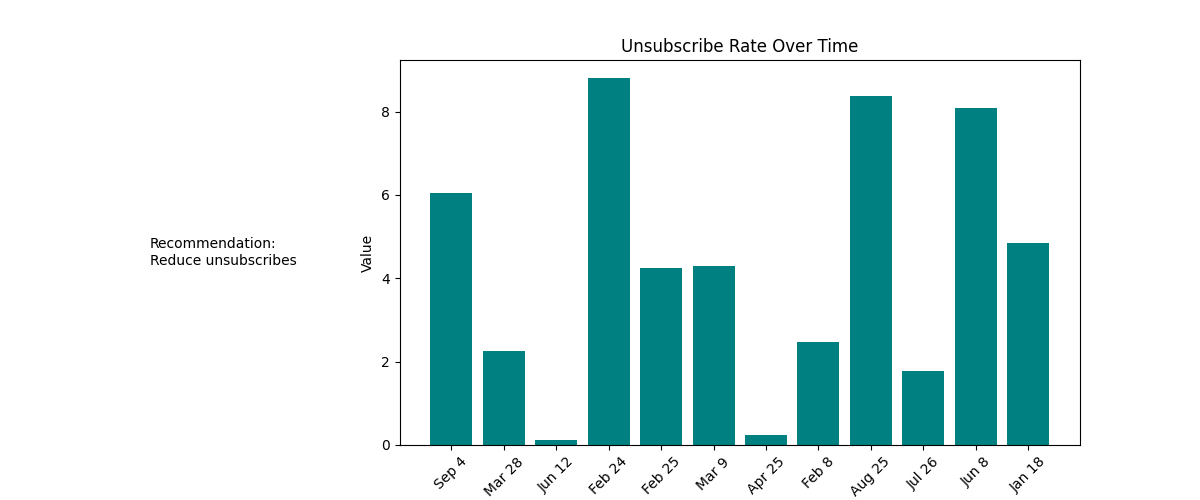 Unsubscribe Rate Over Time
Recommendation:
Reduce unsubscribes
Value
8
6
4
2
0
Sep 4
Mar 28
Jun 12
Feb 24
Feb 25
Mar 9
Apr 25
Feb 8
Aug 25
Jul 26
Jun 8
Jan 18